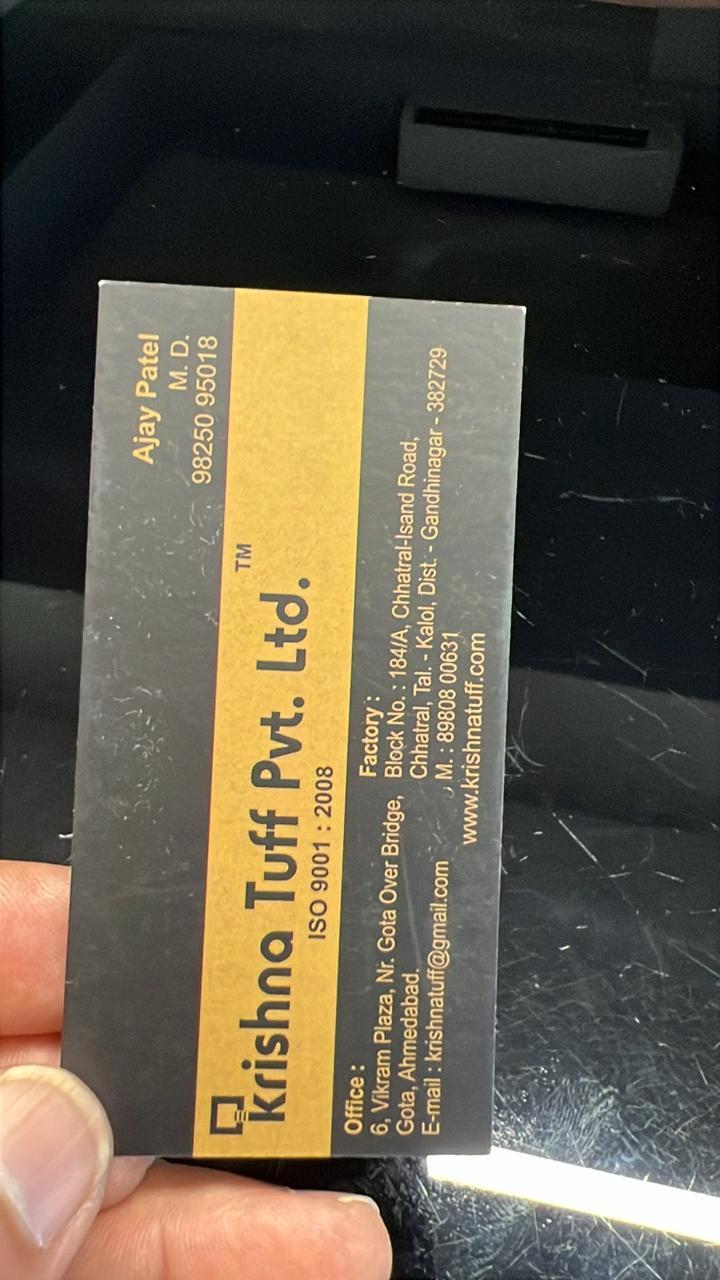 Ajay Patel
M. D.
98250 95018
Krishna Tuff Pvt. Ltd.™
ISO 9001 : 2008
Office :
6, Vikram Plaza, Nr. Gota Over Bridge,
Gota, Ahmedabad.
E-mail : krishnatuff@gmail.com
Factory :
Block No. : 184/A, Chhatral-Isand Road,
Chhatral, Tal. - Kalol, Dist. - Gandhinagar - 382729
M. : 89808 00631
www.krishnatuff.com